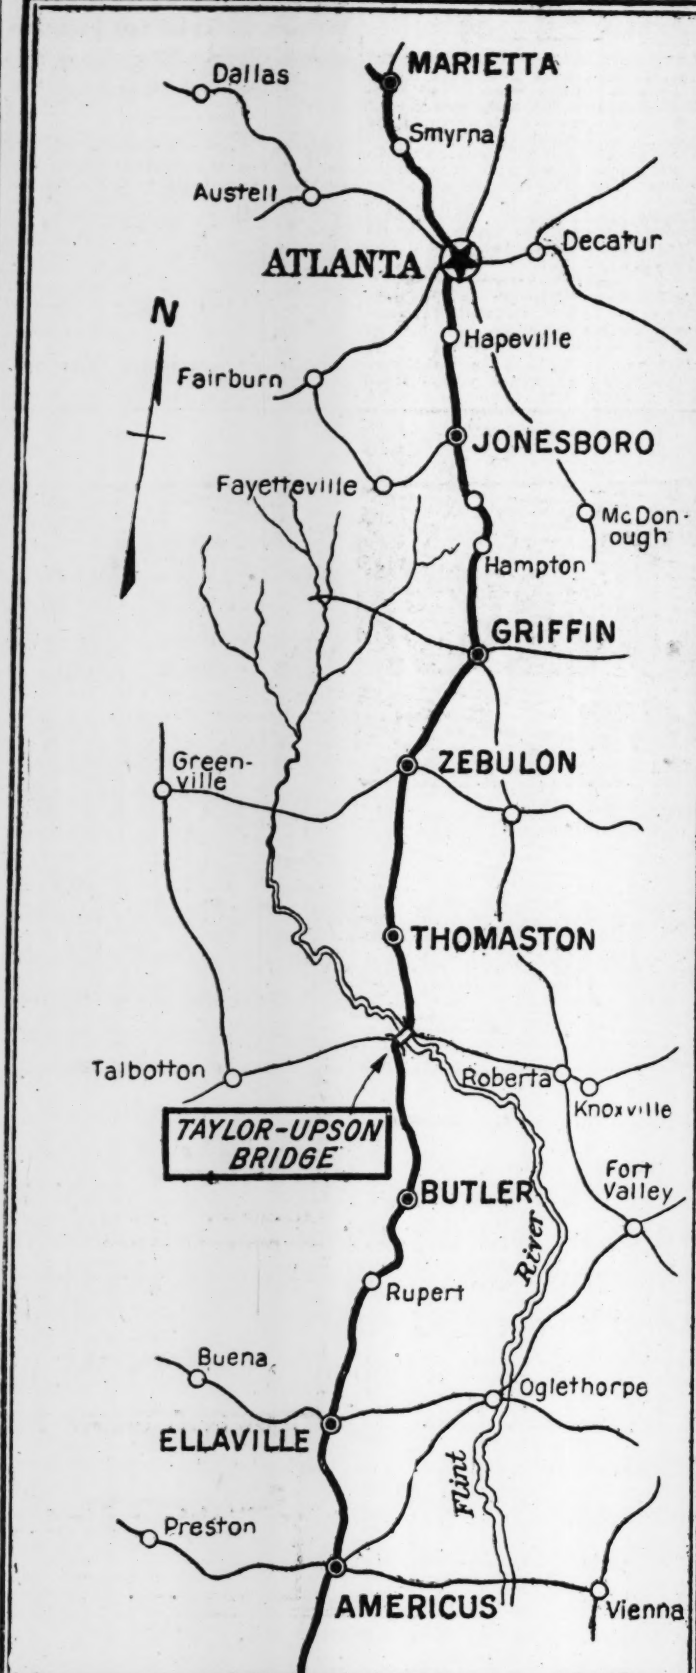 MARIETTA
Dallas
Smyrna
Austell
Decatur
ATLANTA
N
Hapeville
Fairburn
JONESBORO
Fayetteville
McDon-
ough
Hampton
GRIFFIN
Green-
ville
ZEBULON
THOMASTON
Talbotton
Roberta
Knoxville
TAYLOR-UPSON
BRIDGE
Fort
Valley
BUTLER
River
Rupert
Buena
Oglethorpe
ELLAVILLE
Flint
Preston
AMERICUS
Vienna